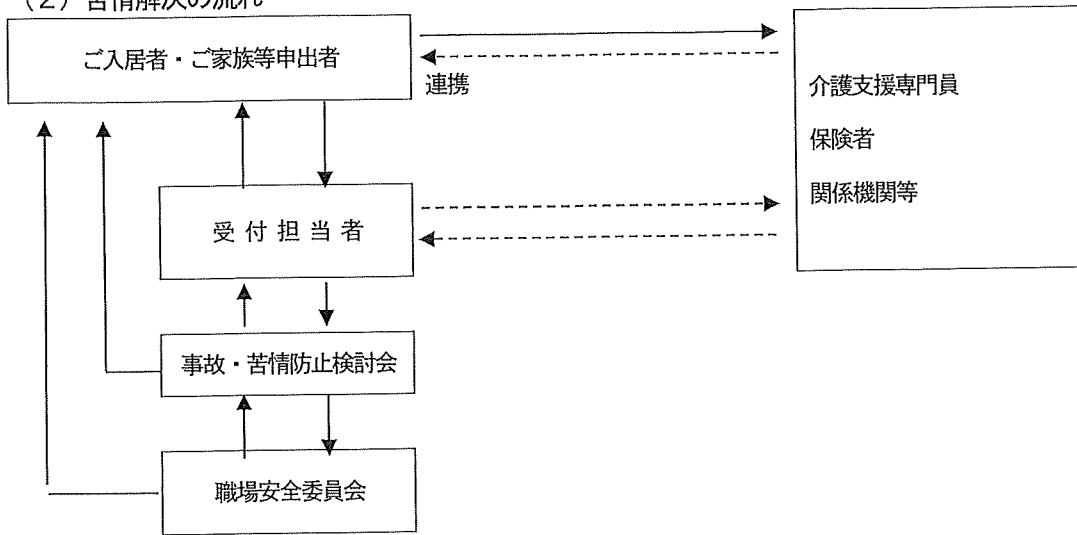 (2) 苦情解決の流れ
ご入居者・ご家族等申出者
連携
介護支援専門員
保険者
関係機関等
受付担当者
事故・苦情防止検討会
職場安全委員会